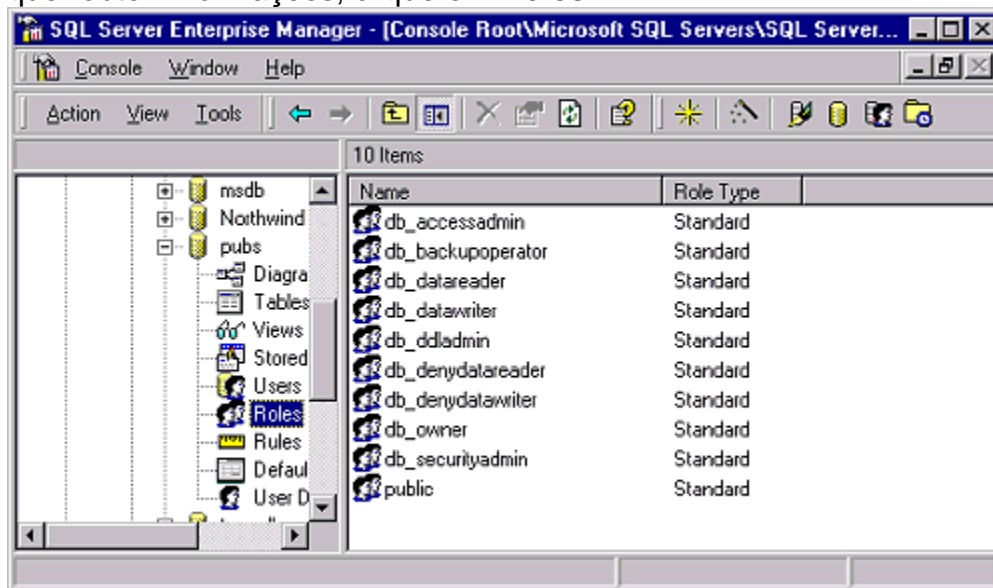 SQL Server Enterprise Manager - [Console Root\Microsoft SQL Servers\SQL Server...
Console Window Help
Action View Tools
10 Items
msdb
Northwind
pubs
Diagra
Tables
Views
Stored
Users
Roles
Rules
Defaul
User D
Name Role Type
db_accessadmin Standard
db_backupoperator Standard
db_datareader Standard
db_datawriter Standard
db_ddladmin Standard
db_denydatareader Standard
db_denydatawriter Standard
db_owner Standard
db_securityadmin Standard
public Standard